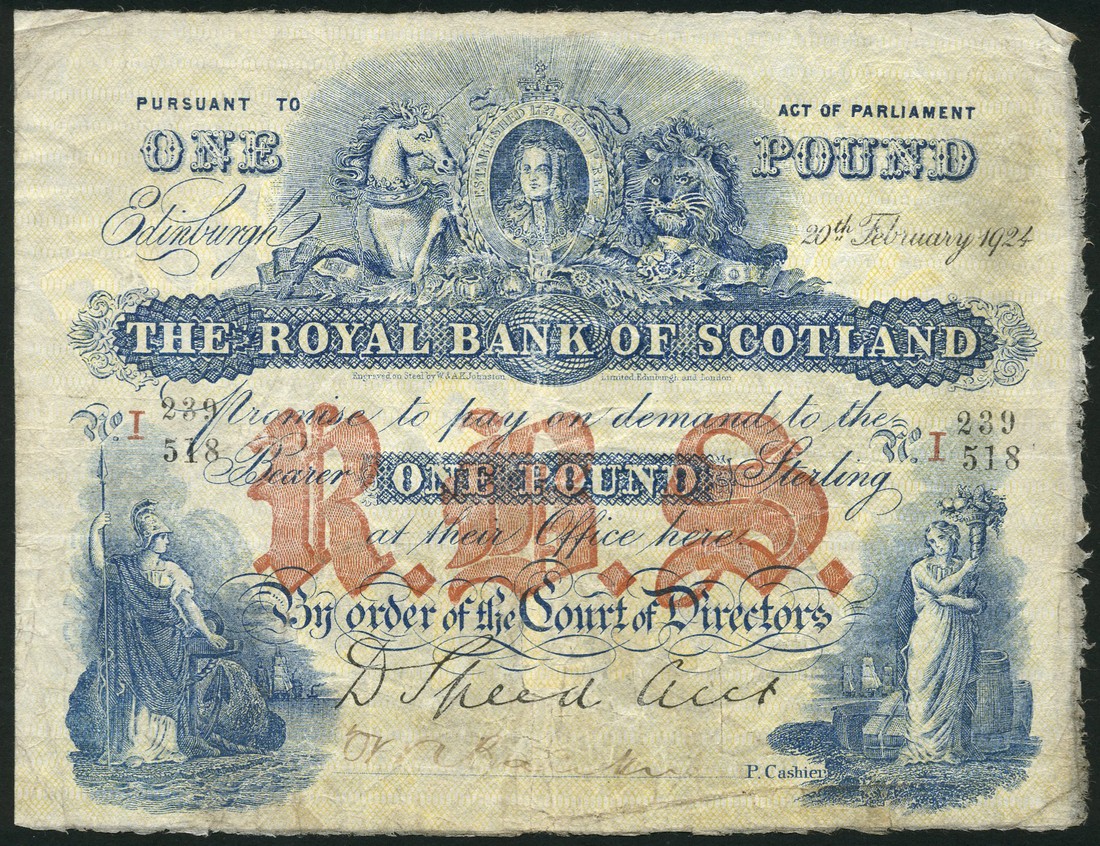 PURSUANT TO
ACT OF PARLIAMENT
ONE
POUND
Edinburgh
20th February 1924
ESTABLISHED 1727
THE ROYAL BANK OF SCOTLAND
Engraved on Steel by W & A.K. Johnston Limited, Edinburgh and London.
No. I 239 518
No. I 239 518
Promise to pay on demand to the
Bearer ONE POUND Sterling
at their Office here.
R.B.S.
By order of the Court of Directors
D Speed Acct
P. Cashier